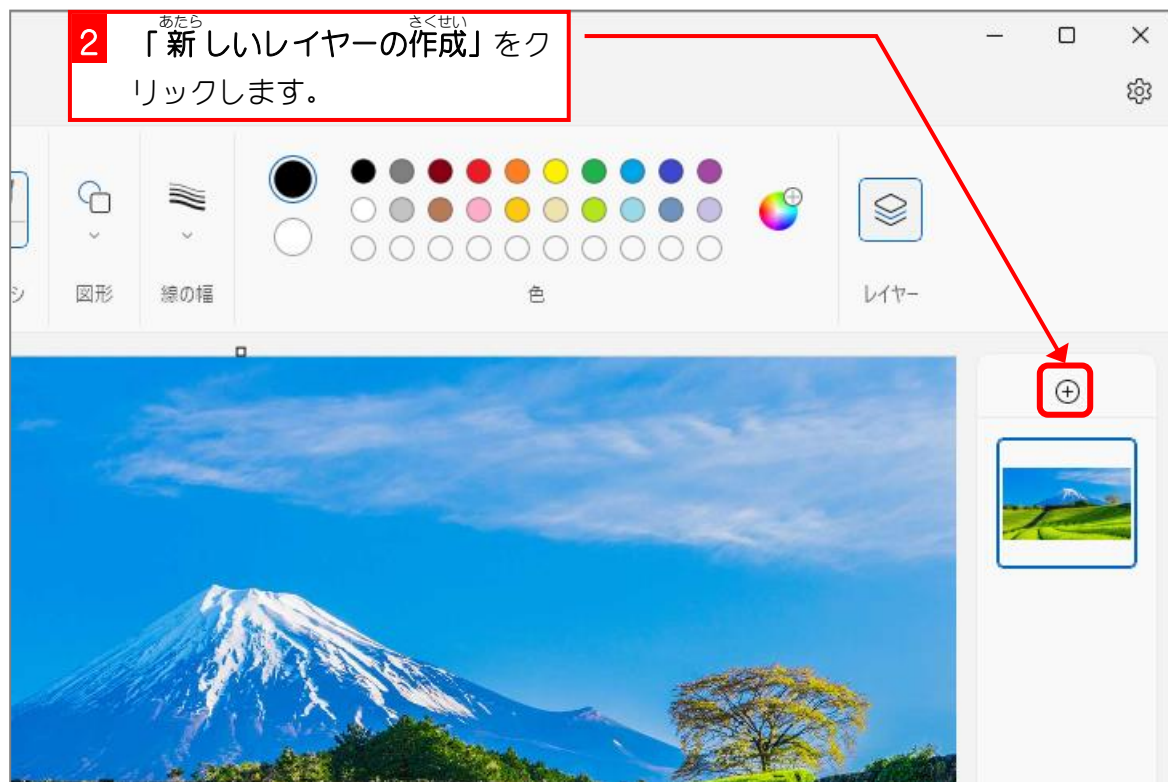 あたら さくせい
2 「新しいレイヤーの作成」をク
リックします。
シ 図形 線の幅 色 レイヤー